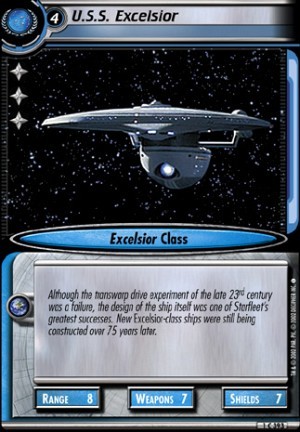 4 U.S.S. Excelsior
Excelsior Class
Although the transwarp drive experiment of the late 23rd century
was a failure, the design of the ship itself was one of Starfleet's
greatest successes. New Excelsior-class ships were still being
constructed over 75 years later.
RANGE 8 WEAPONS 7 SHIELDS 7